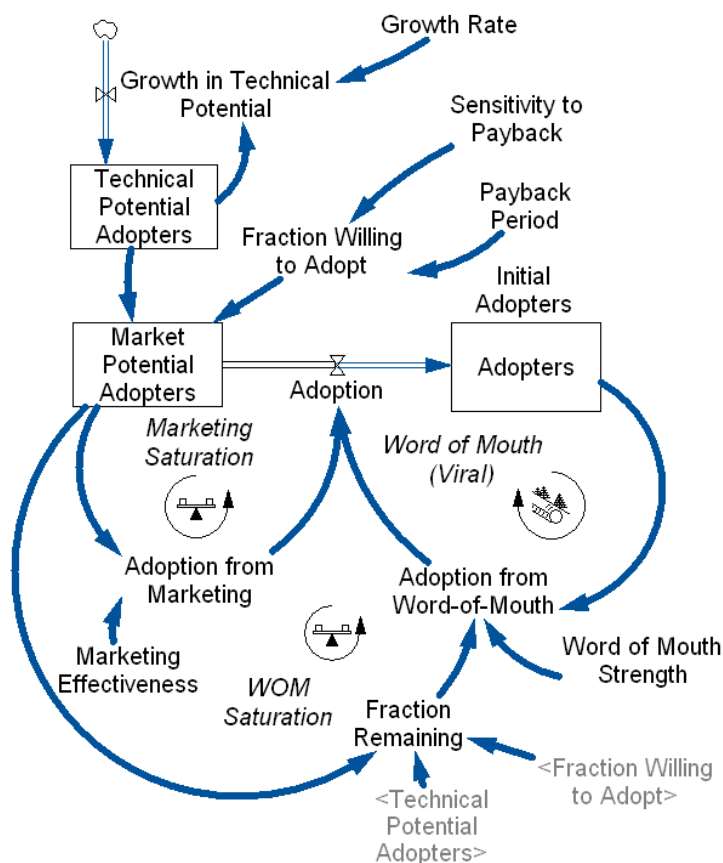 Growth Rate
Growth in Technical
Potential
Sensitivity to
Payback
Technical
Potential
Adopters
Payback
Period
Fraction Willing
to Adopt
Initial
Adopters
Market
Potential
Adopters
Adopters
Adoption
Marketing
Saturation
Word of Mouth
(Viral)
Adoption from
Marketing
Adoption from
Word-of-Mouth
Marketing
Effectiveness
Word of Mouth
Strength
WOM
Saturation
Fraction
Remaining
<Fraction Willing
to Adopt>
<Technical
Potential
Adopters>